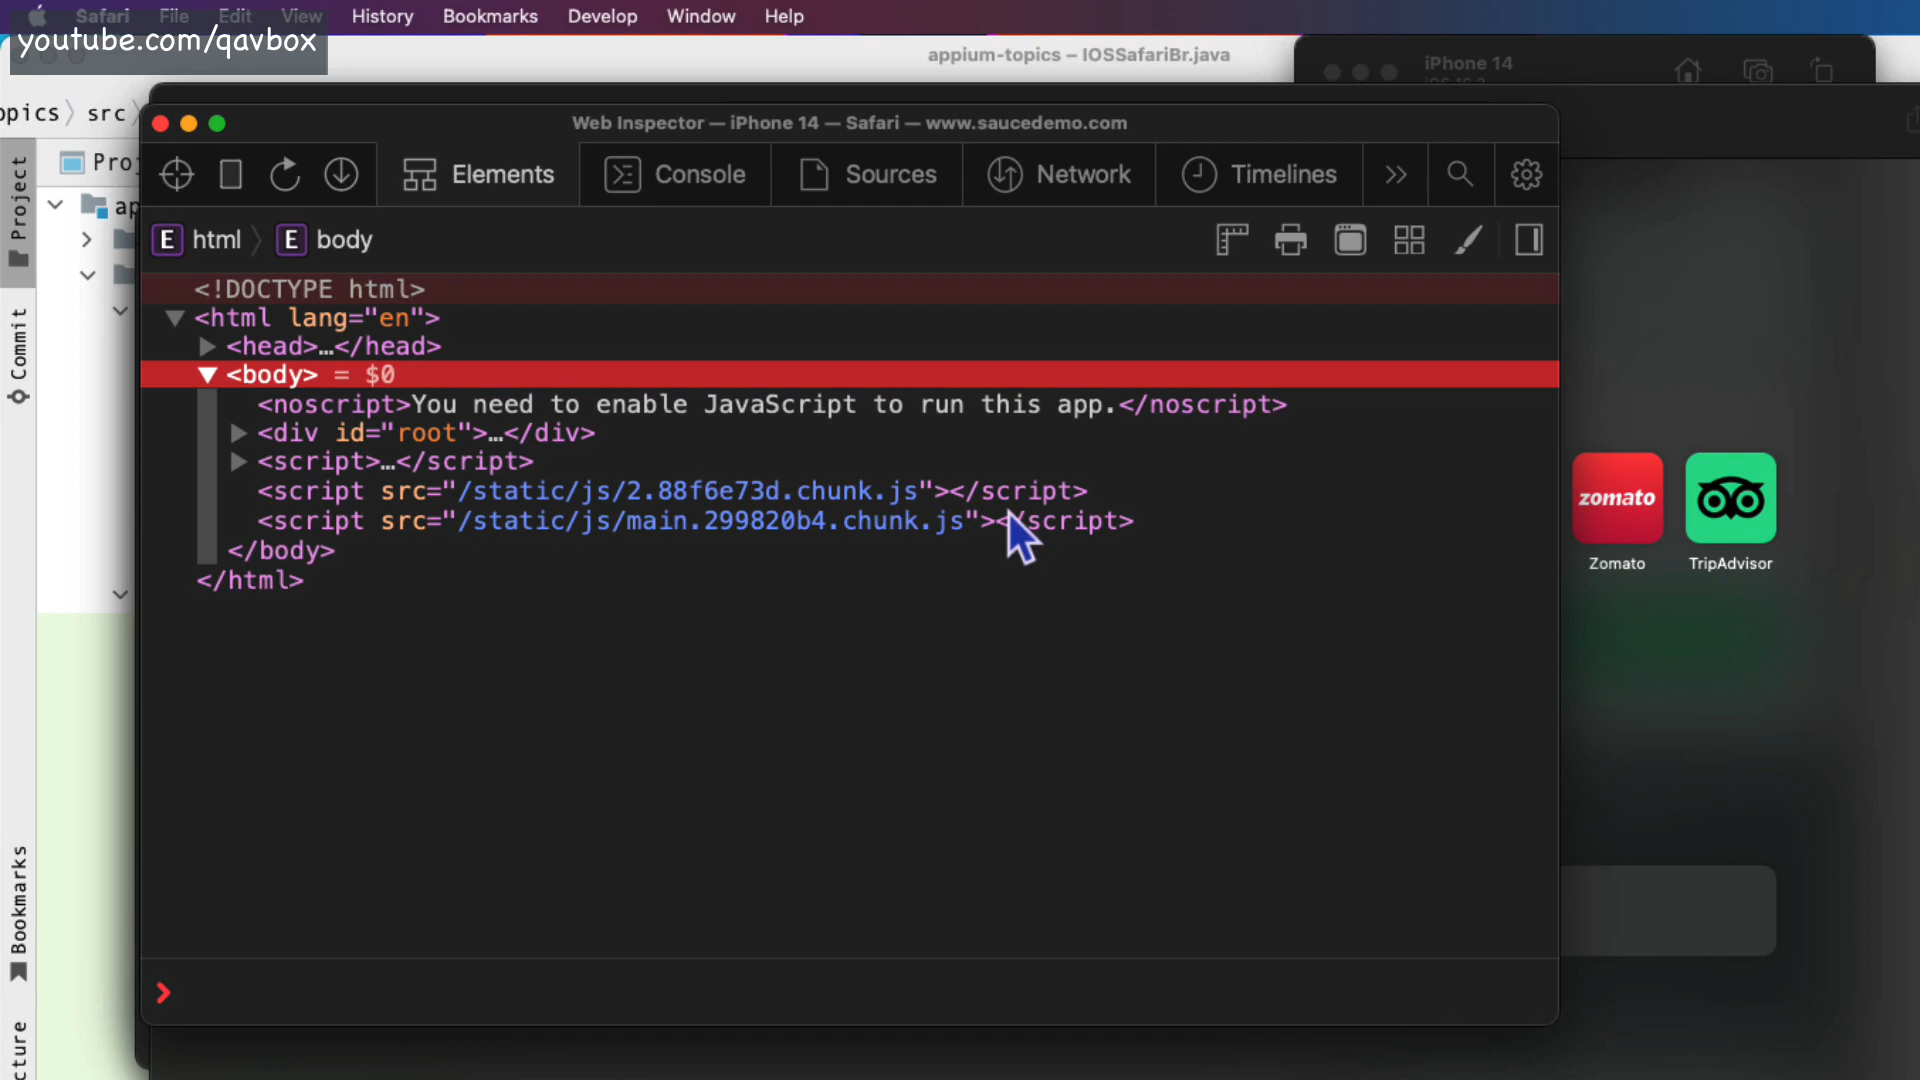 Safari File Edit View History Bookmarks Develop Window Help
youtube.com/qavbox
appium-topics – IOSSafariBr.java
iPhone 14
opics src
Project
Commit
Bookmarks
Web Inspector — iPhone 14 — Safari — www.saucedemo.com
Elements Console Sources Network Timelines
E html E body
<!DOCTYPE html>
<html lang="en">
<head>…</head>
<body> = $0
<noscript>You need to enable JavaScript to run this app.</noscript>
<div id="root">…</div>
<script>…</script>
<script src="/static/js/2.88f6e73d.chunk.js"></script>
<script src="/static/js/main.299820b4.chunk.js"></script>
</body>
</html>
zomato
Zomato TripAdvisor